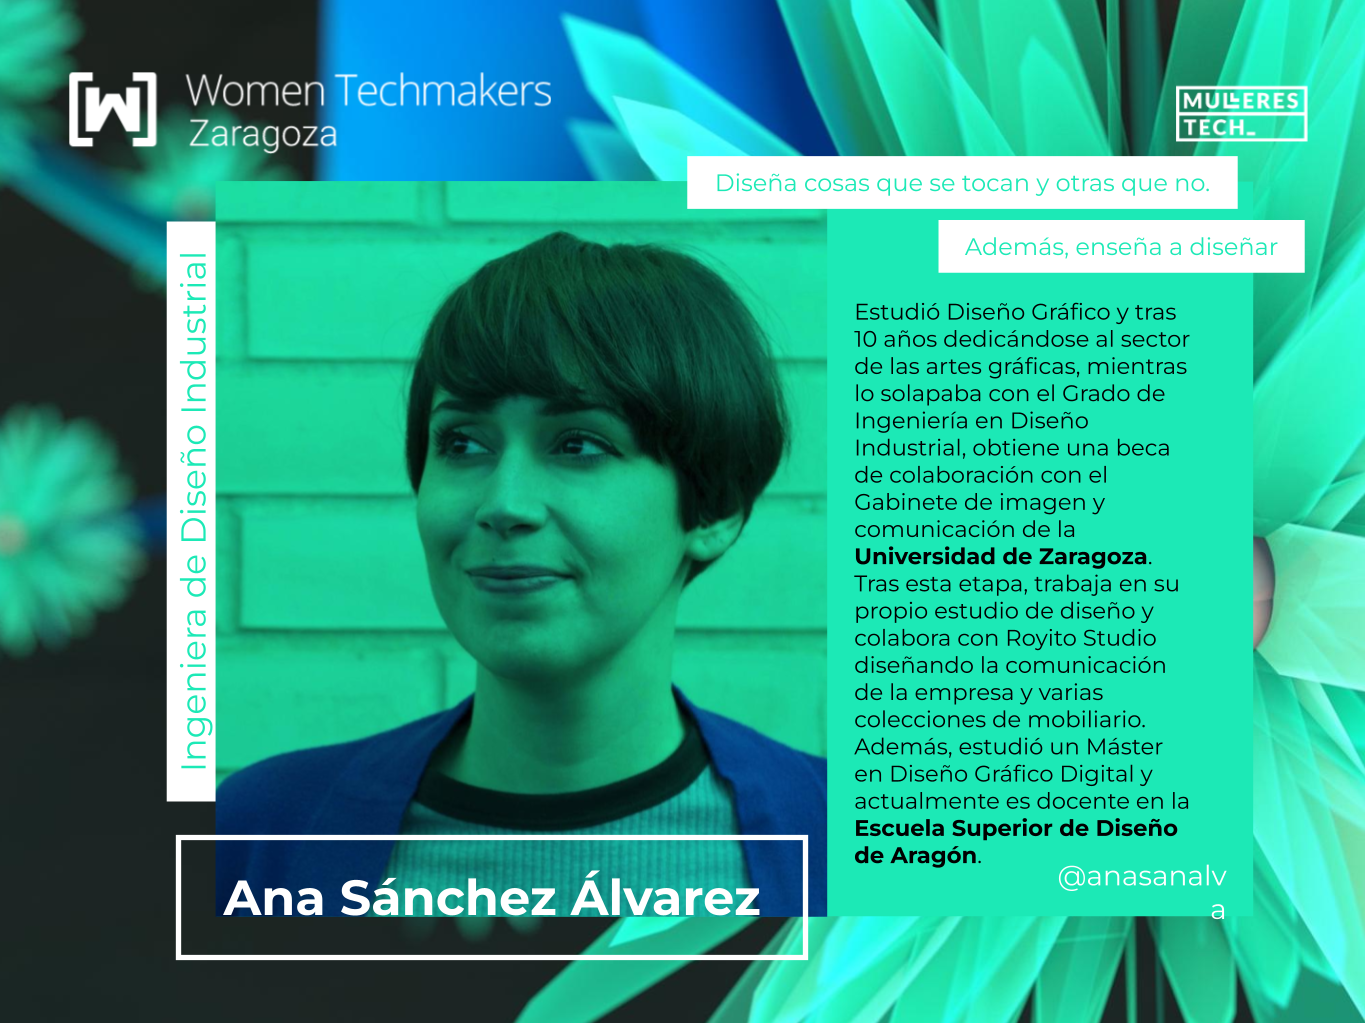 Women Techmakers
Zaragoza
MULLERES
TECH_
Diseña cosas que se tocan y otras que no.
Además, enseña a diseñar
Ingeniera de Diseño Industrial
Estudió Diseño Gráfico y tras
10 años dedicándose al sector
de las artes gráficas, mientras
lo solapaba con el Grado de
Ingeniería en Diseño
Industrial, obtiene una beca
de colaboración con el
Gabinete de imagen y
comunicación de la
Universidad de Zaragoza.
Tras esta etapa, trabaja en su
propio estudio de diseño y
colabora con Royito Studio
diseñando la comunicación
de la empresa y varias
colecciones de mobiliario.
Además, estudió un Máster
en Diseño Gráfico Digital y
actualmente es docente en la
Escuela Superior de Diseño
de Aragón.
@anasanalv
a
Ana Sánchez Álvarez